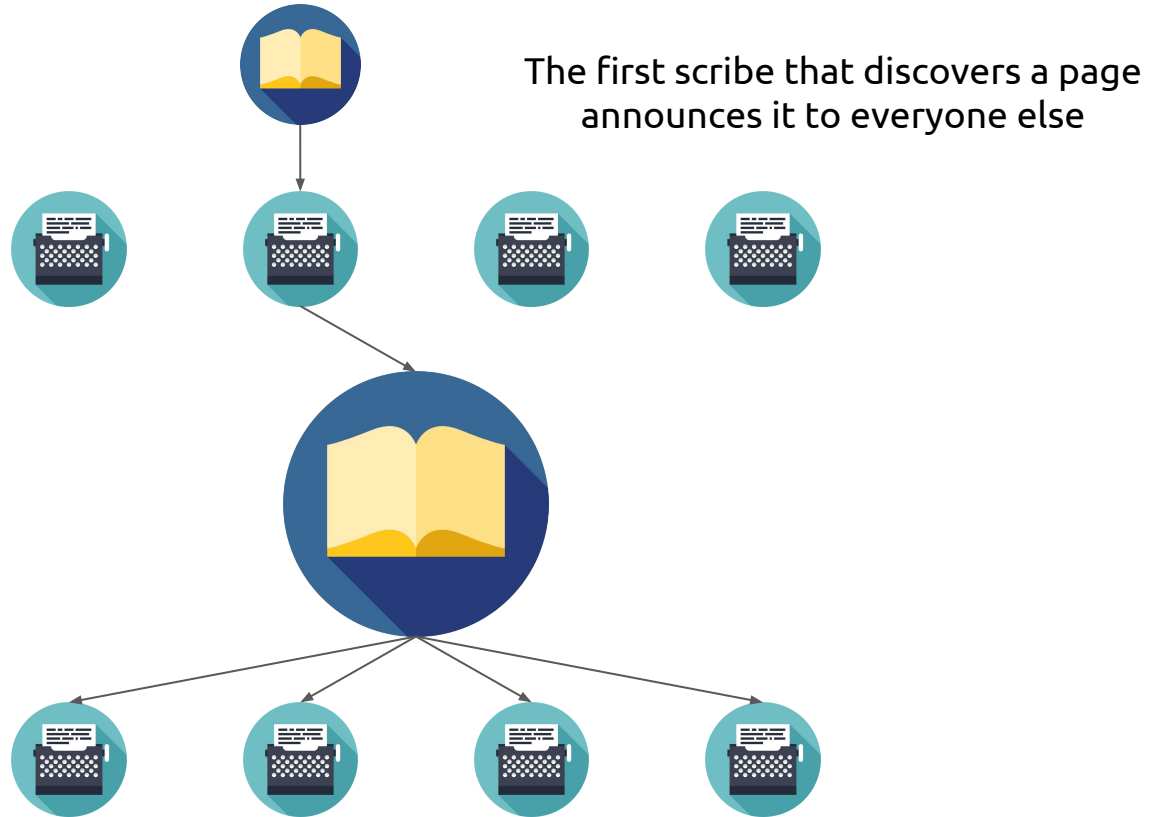 The first scribe that discovers a page
announces it to everyone else